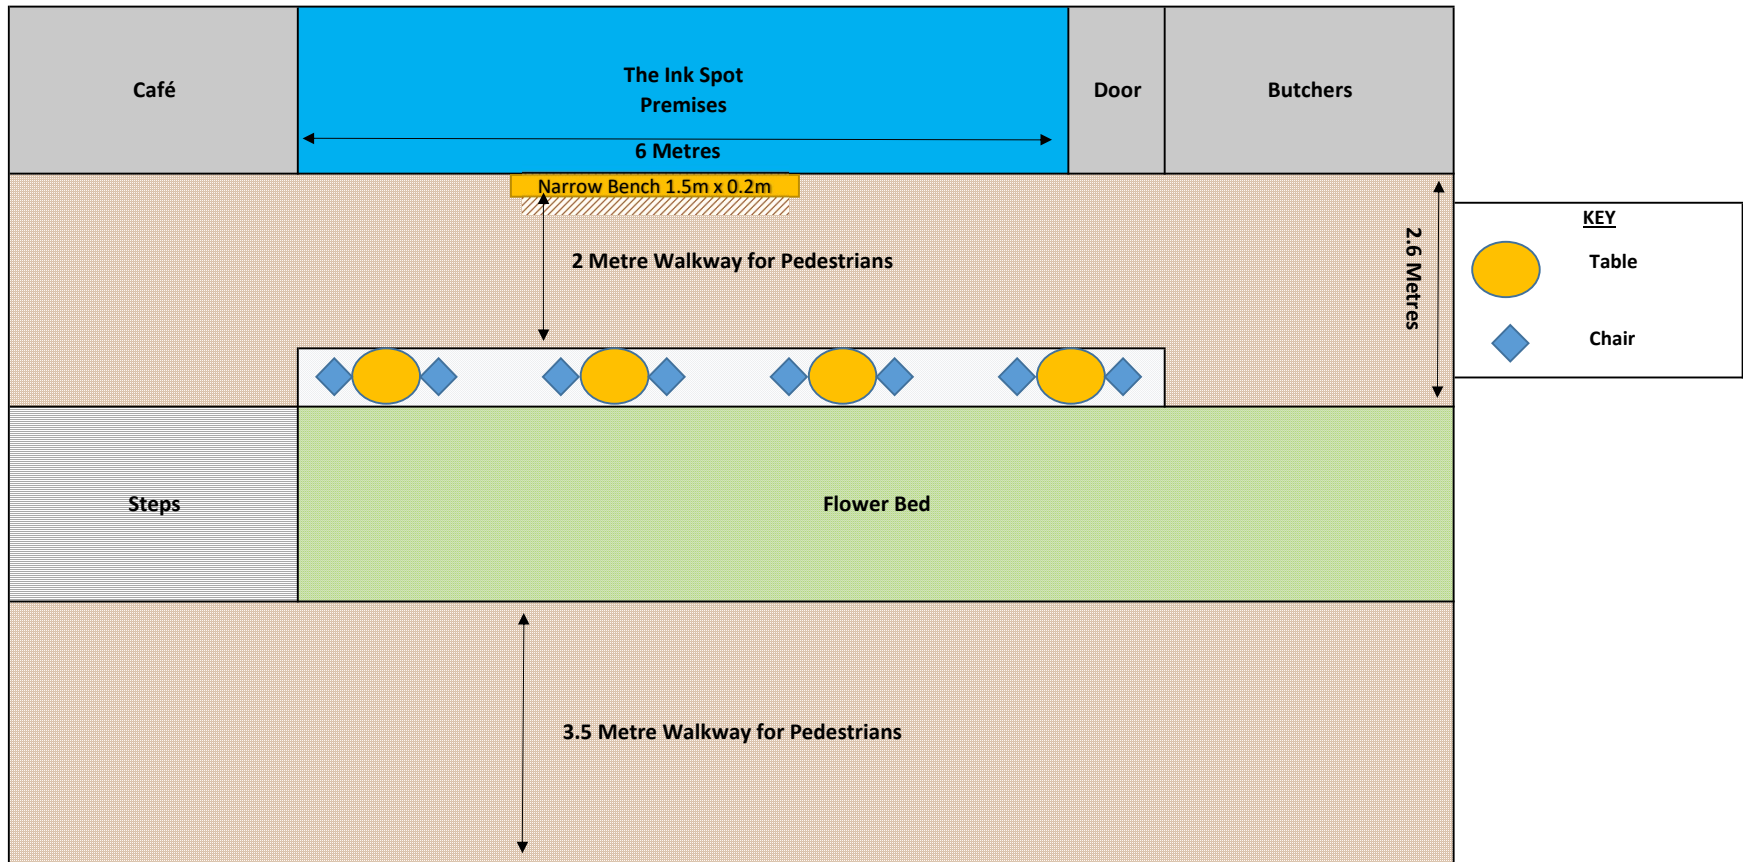 Café
The Ink Spot
Premises
Door
Butchers
6 Metres
Narrow Bench 1.5m x 0.2m
2 Metre Walkway for Pedestrians
2.6 Metres
KEY
Table
Chair
Steps
Flower Bed
3.5 Metre Walkway for Pedestrians